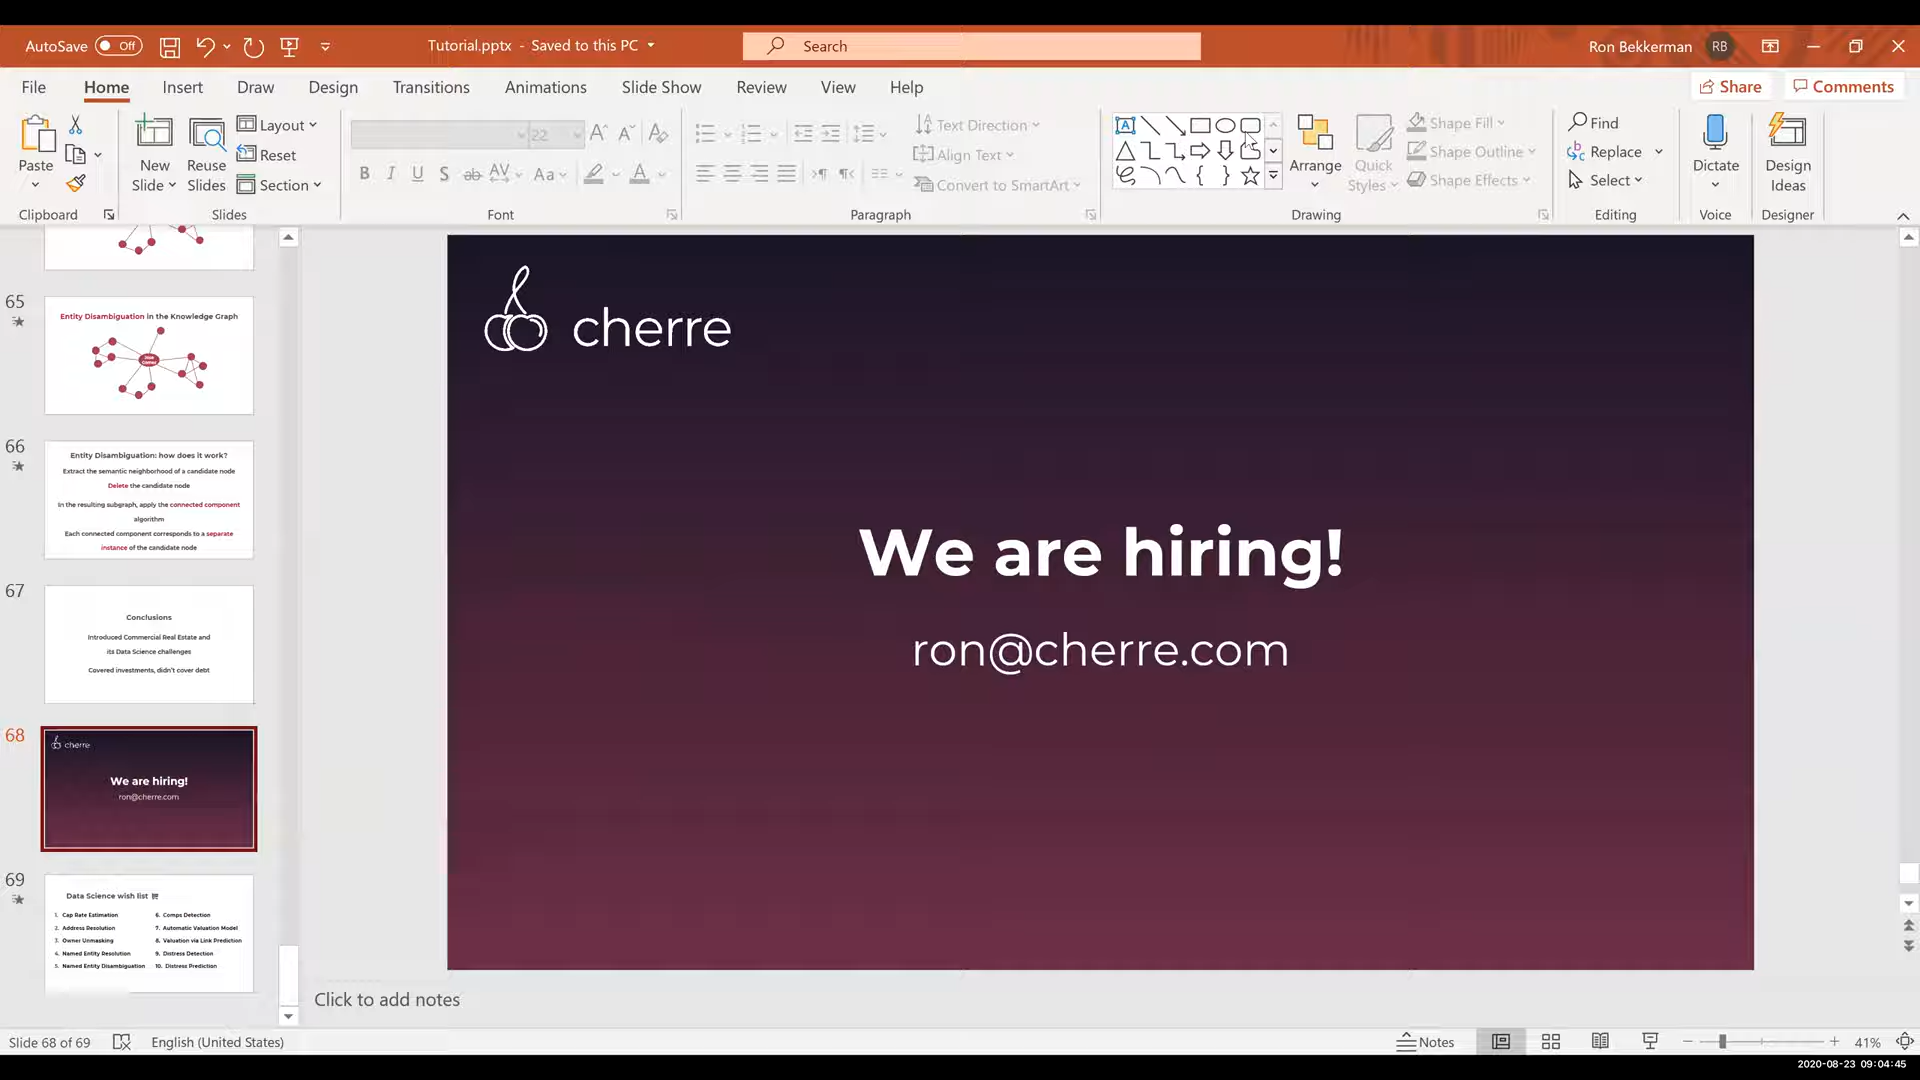 AutoSave Off
Tutorial.pptx - Saved to this PC
Search
Ron Bekkerman RB
File Home Insert Draw Design Transitions Animations Slide Show Review View Help
Share Comments
Paste
Clipboard
New Slide
Reuse Slides
Layout
Reset
Section
Slides
22
Aa
Font
Text Direction
Align Text
Convert to SmartArt
Paragraph
Arrange
Quick Styles
Shape Fill
Shape Outline
Shape Effects
Drawing
Find
Replace
Select
Editing
Dictate
Voice
Design Ideas
Designer
65
Entity Disambiguation in the Knowledge Graph
66
Entity Disambiguation: how does it work?
Extract the semantic neighborhood of a candidate node
Delete the candidate node
In the resulting subgraph, apply the connected component
algorithm
Each connected component corresponds to a separate
instance of the candidate node
67
Conclusions
Introduced Commercial Real Estate and
its Data Science challenges
Covered investments, didn't cover debt
68
cherre
We are hiring!
ron@cherre.com
69
Data Science wish list
1. Cap Rate Estimation
2. Address Resolution
3. Owner Unmasking
4. Named Entity Resolution
5. Named Entity Disambiguation
6. Comps Detection
7. Automatic Valuation Model
8. Valuation via Link Prediction
9. Distress Detection
10. Distress Prediction
cherre
We are hiring!
ron@cherre.com
Click to add notes
Slide 68 of 69
English (United States)
Notes
41%
2020-08-23 09:04:45